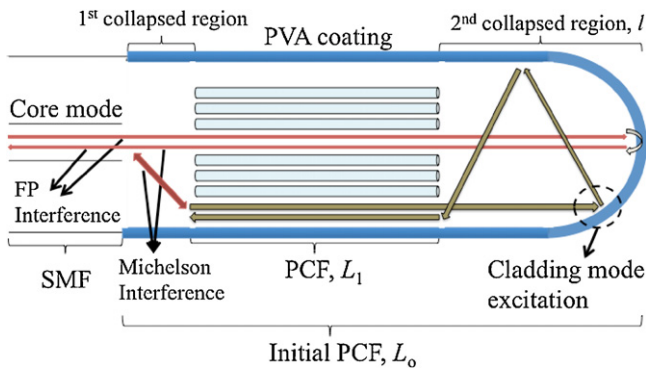 1st collapsed region
PVA coating
2nd collapsed region, l
Core mode
FP
Interference
SMF
Michelson
Interference
PCF, L1
Cladding mode
excitation
Initial PCF, Lo